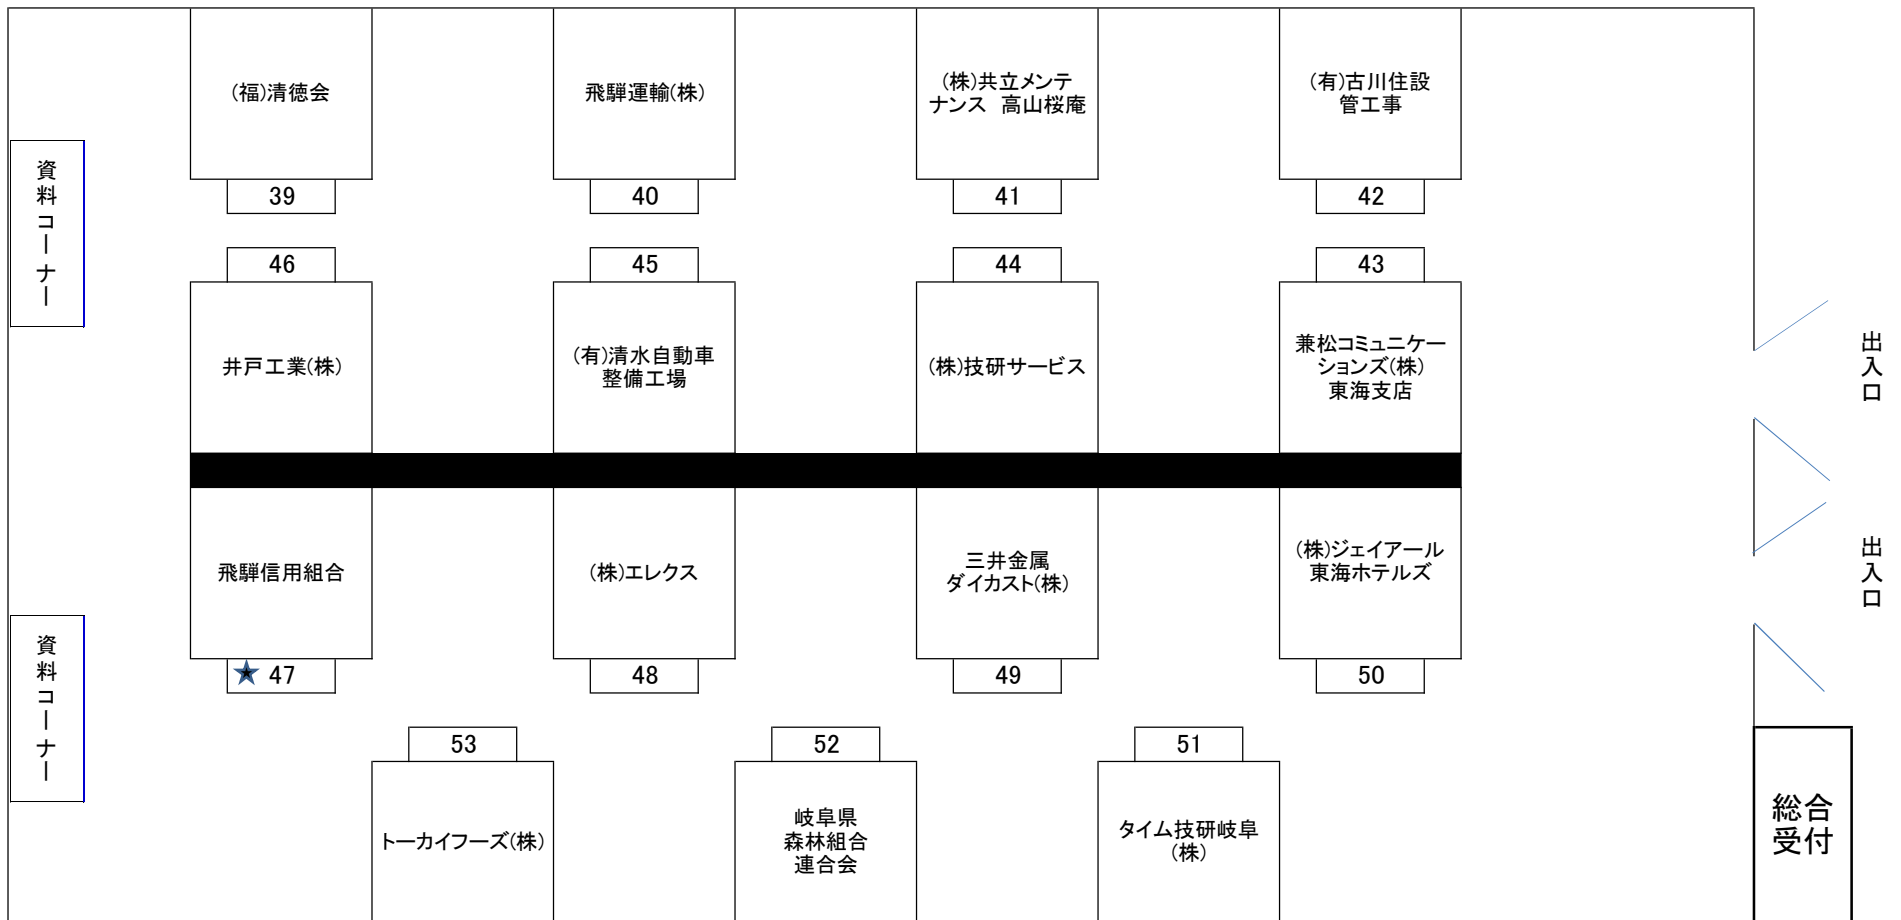 (福)清徳会
飛騨運輸(株)
(株)共立メンテ
ナンス 高山桜庵
(有)古川住設
管工事
資料コーナー
39
40
41
42
46
45
44
43
井戸工業(株)
(有)清水自動車
整備工場
(株)技研サービス
兼松コミュニケー
ションズ(株)
東海支店
出入口
飛騨信用組合
(株)エレクス
三井金属
ダイカスト(株)
(株)ジェイアール
東海ホテルズ
出入口
資料コーナー
★ 47
48
49
50
53
52
51
トーカイフーズ(株)
岐阜県
森林組合
連合会
タイム技研岐阜
(株)
総合
受付